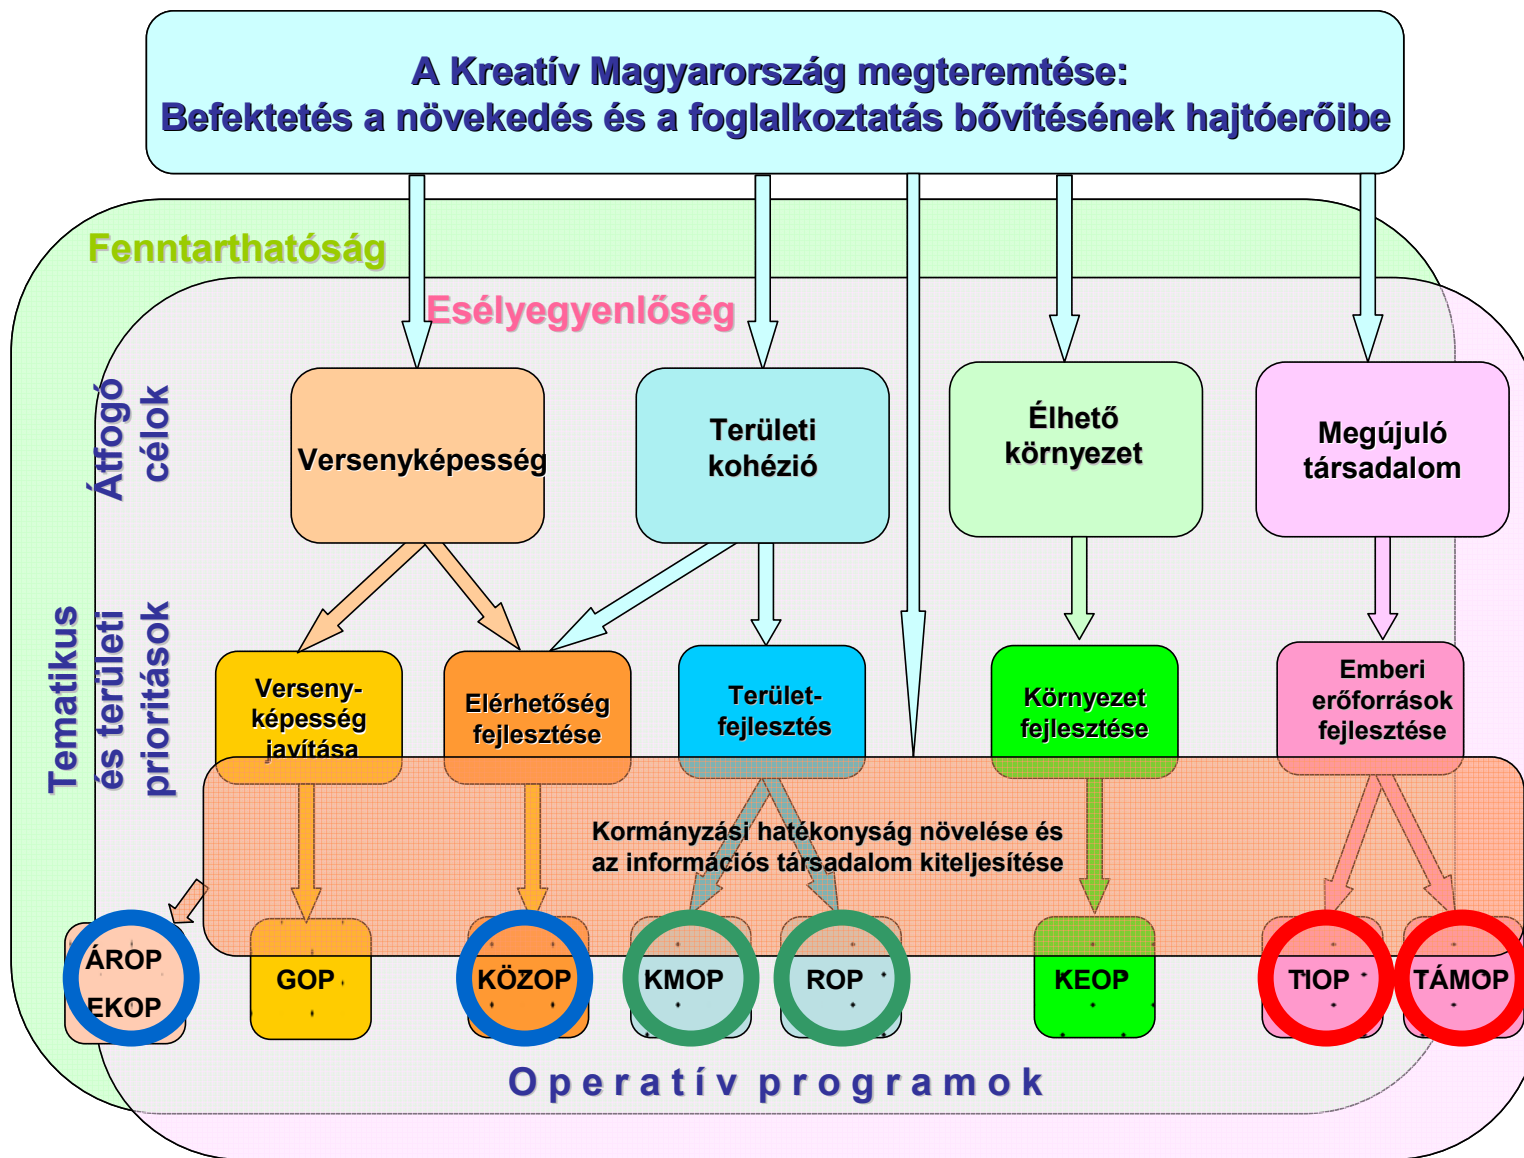 A Kreatív Magyarország megteremtése:
Befektetés a növekedés és a foglalkoztatás bővítésének hajtóerőibe
Fenntarthatóság
Esélyegyenlőség
Átfogó
célok
Versenyképesség
Területi
kohézió
Élhető
környezet
Megújuló
társadalom
Tematikus
és területi
prioritások
Verseny-
képesség
javítása
Elérhetőség
fejlesztése
Terület-
fejlesztés
Környezet
fejlesztése
Emberi
erőforrások
fejlesztése
Kormányzási hatékonyság növelése és
az információs társadalom kiteljesítése
ÁROP
EKOP
GOP
KÖZOP
KMOP
ROP
KEOP
TIOP
TÁMOP
Operatív programok